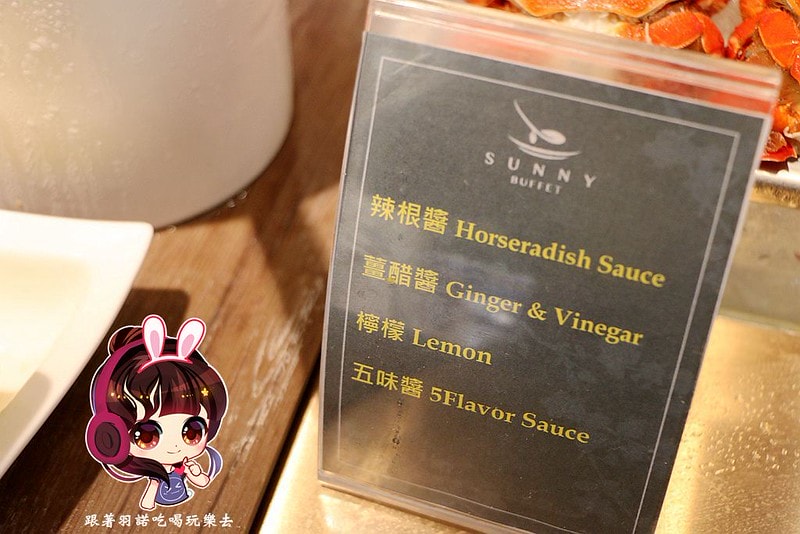 SUNNY
BUFFET
辣根醬 Horseradish Sauce
薑醋醬 Ginger & Vinegar
檸檬 Lemon
五味醬 5Flavor Sauce
跟著羽諾吃喝玩樂去